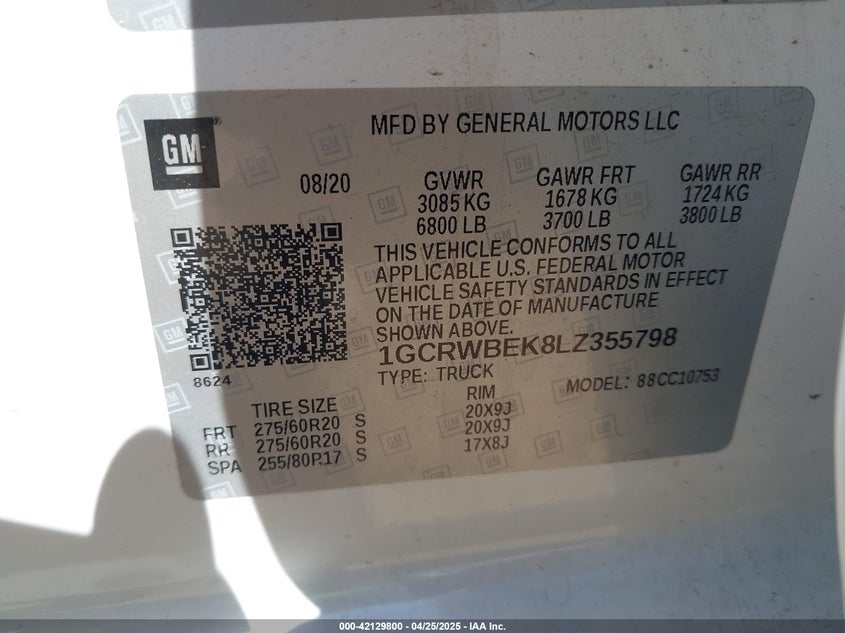 GM®
MFD BY GENERAL MOTORS LLC
08/20
GVWR
3085 KG
6800 LB
GAWR FRT
1678 KG
3700 LB
GAWR RR
1724 KG
3800 LB
THIS VEHICLE CONFORMS TO ALL
APPLICABLE U.S. FEDERAL MOTOR
VEHICLE SAFETY STANDARDS IN EFFECT
ON THE DATE OF MANUFACTURE
SHOWN ABOVE.
1GCRWBEK8LZ355798
TYPE: TRUCK
MODEL: 88CC10753
8624
TIRE SIZE
RIM
FRT 275/60R20 S 20X9J
RR 275/60R20 S 20X9J
SPA 255/80R17 S 17X8J
000-42129800 - 04/25/2025 - IAA Inc.